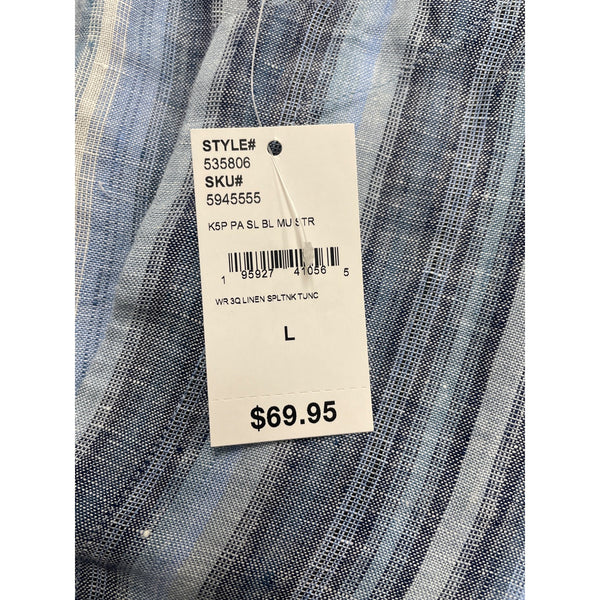 STYLE#
535806
SKU#
5945555
K5P PA SL BL MU STR
1 95927 41056 5
WR 3Q LINEN SPLTNK TUNC
L
$69.95